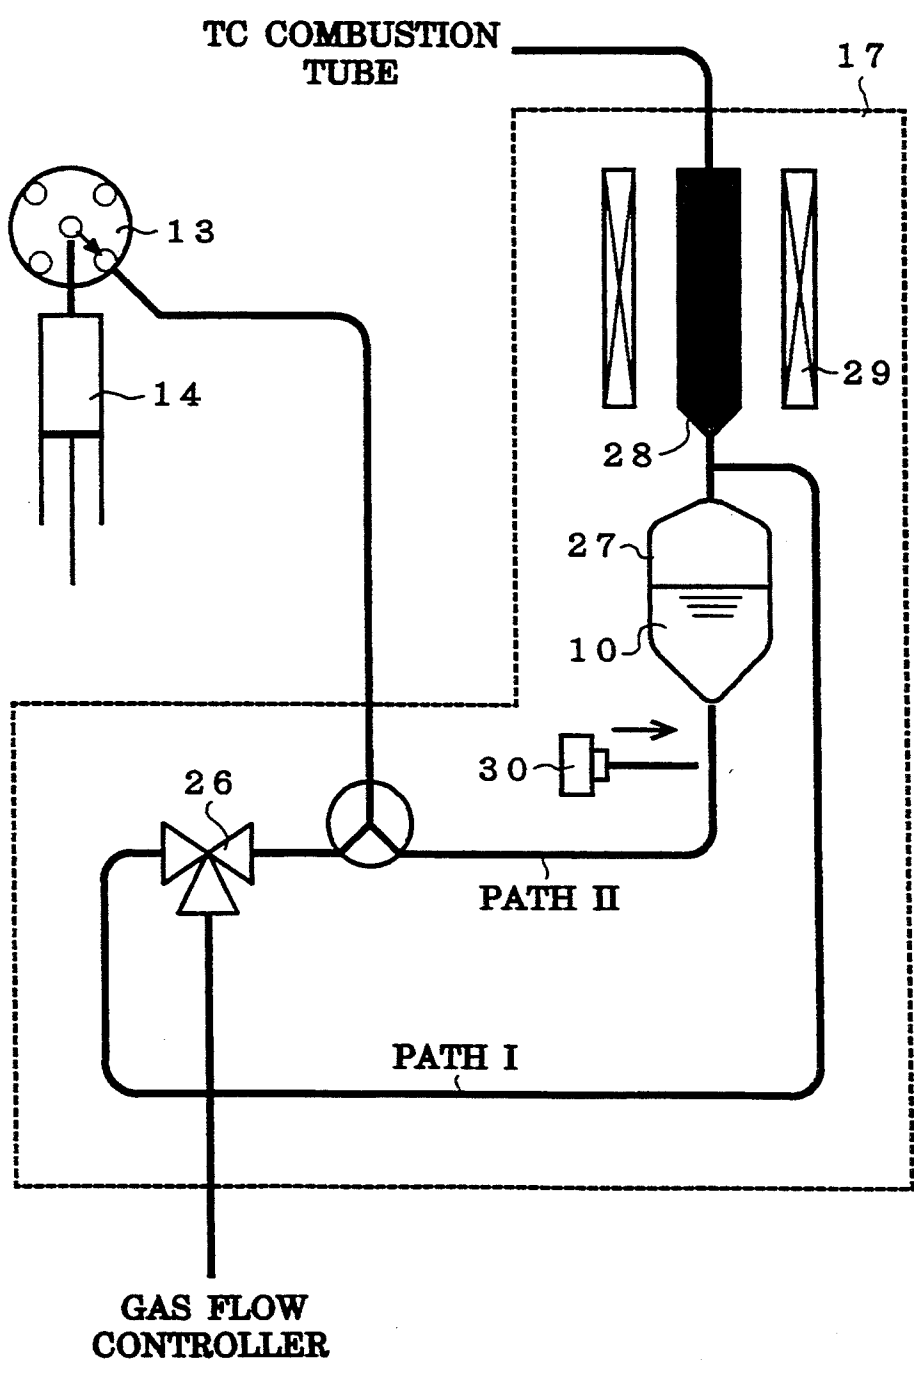 TC COMBUSTION
TUBE
17
13
14
29
28
27
10
30
26
PATH II
PATH I
GAS FLOW
CONTROLLER